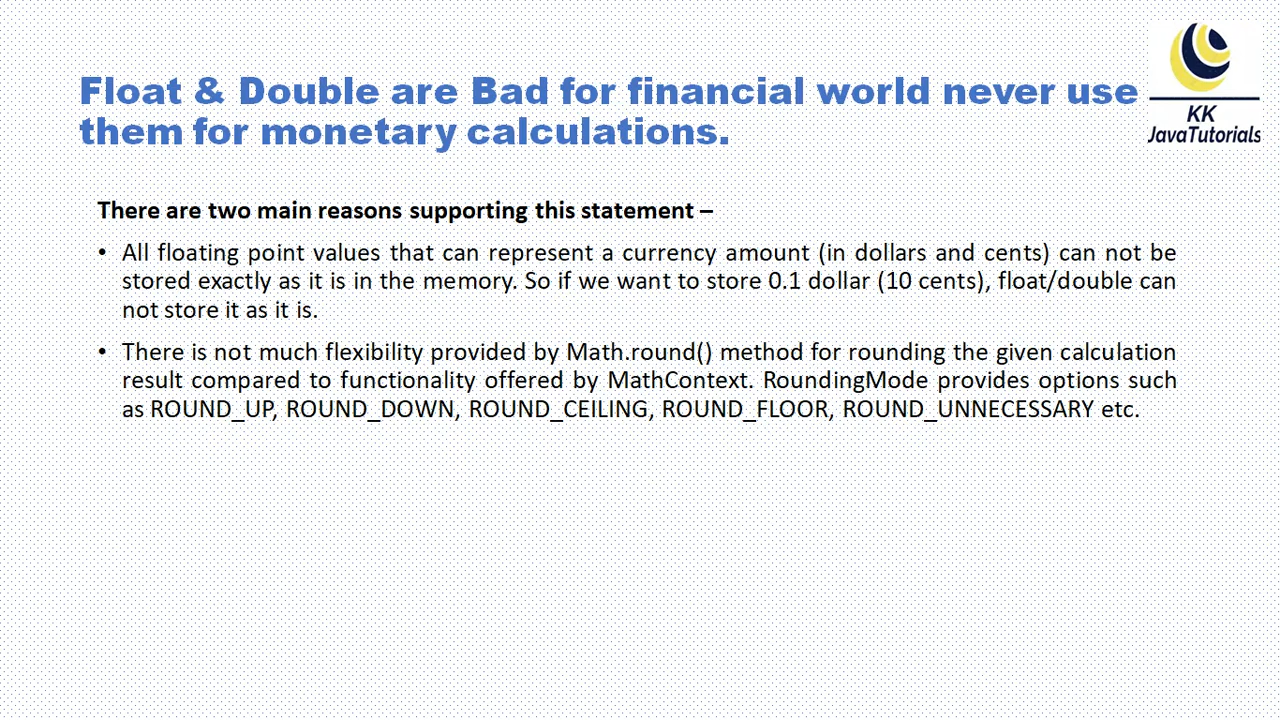 Float & Double are Bad for financial world never use
them for monetary calculations.
KK
JavaTutorials
There are two main reasons supporting this statement –
• All floating point values that can represent a currency amount (in dollars and cents) can not be
stored exactly as it is in the memory. So if we want to store 0.1 dollar (10 cents), float/double can
not store it as it is.
• There is not much flexibility provided by Math.round() method for rounding the given calculation
result compared to functionality offered by MathContext. RoundingMode provides options such
as ROUND_UP, ROUND_DOWN, ROUND_CEILING, ROUND_FLOOR, ROUND_UNNECESSARY etc.